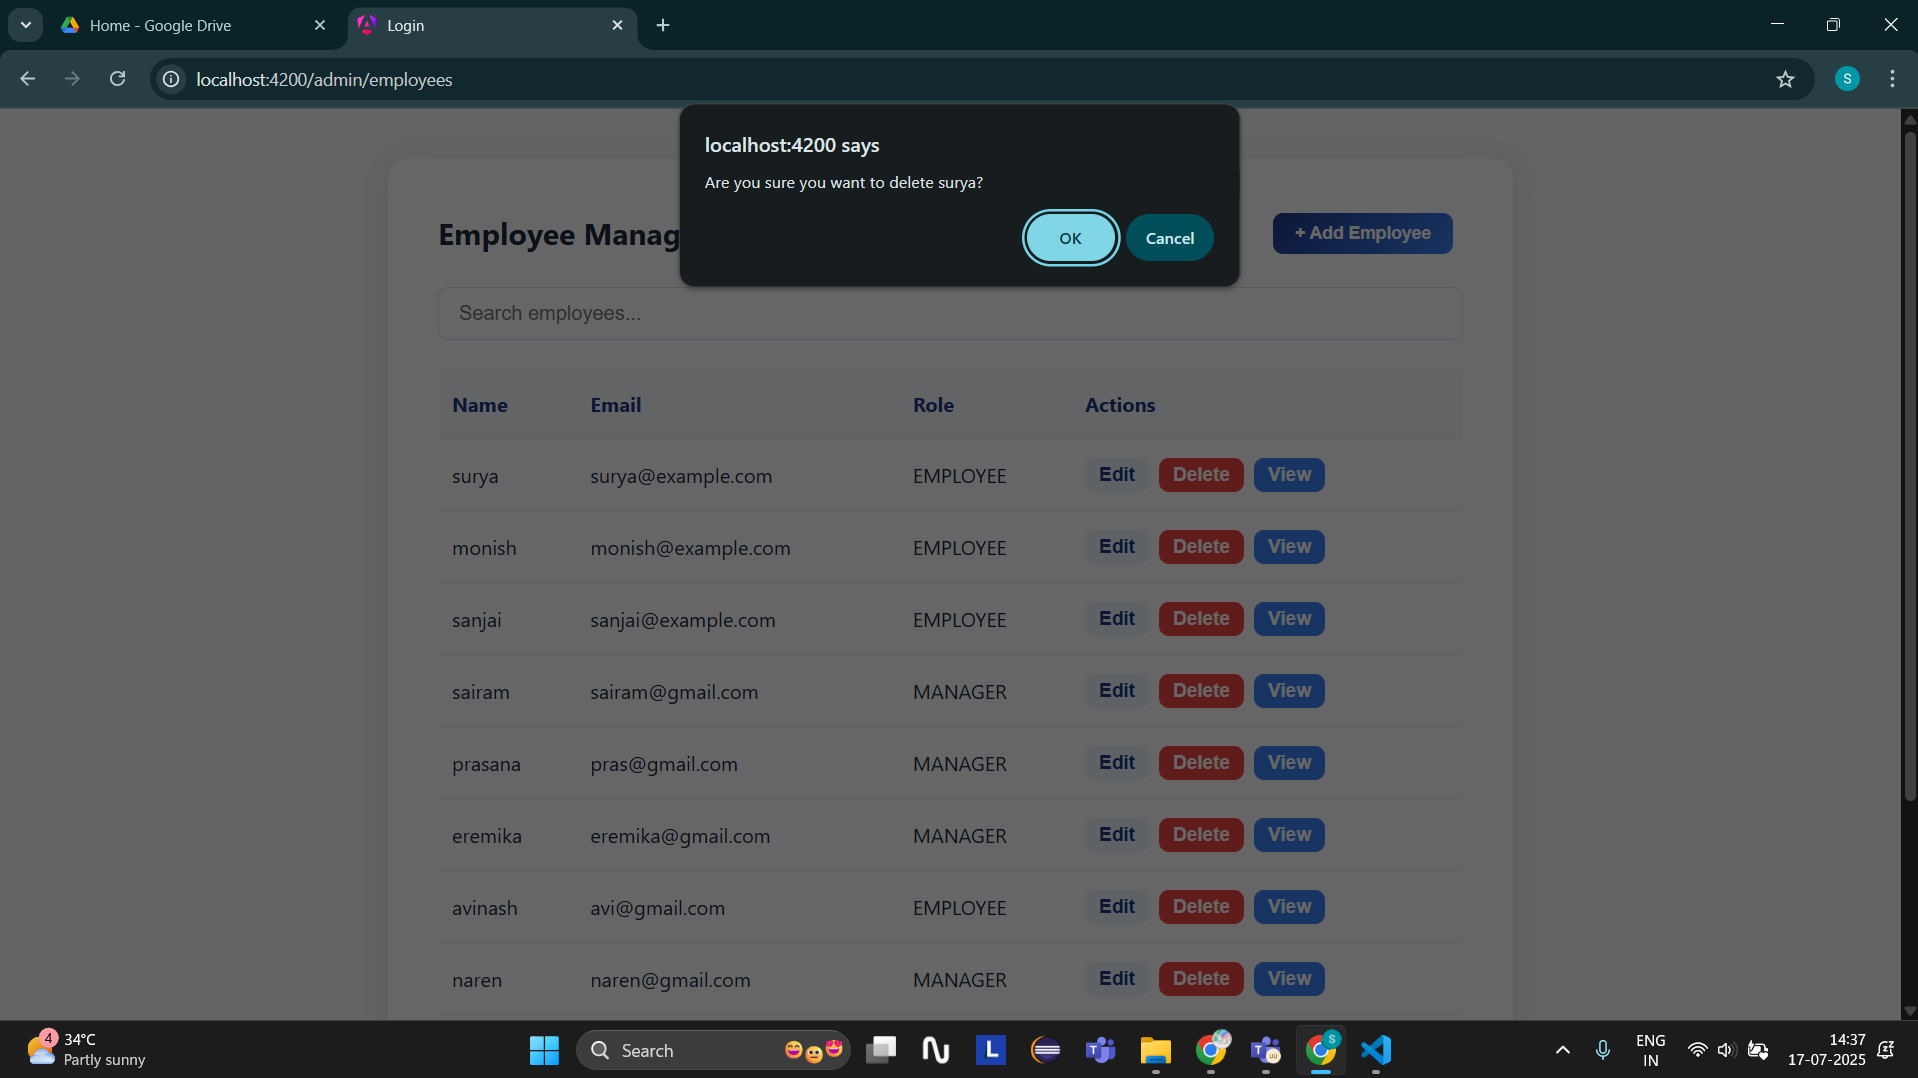 Home - Google Drive
Login
localhost:4200/admin/employees
S
localhost:4200 says
Are you sure you want to delete surya?
OK
Cancel
Employee Manag
+ Add Employee
Search employees...
Name Email Role Actions
surya surya@example.com EMPLOYEE Edit Delete View
monish monish@example.com EMPLOYEE Edit Delete View
sanjai sanjai@example.com EMPLOYEE Edit Delete View
sairam sairam@gmail.com MANAGER Edit Delete View
prasana pras@gmail.com MANAGER Edit Delete View
eremika eremika@gmail.com MANAGER Edit Delete View
avinash avi@gmail.com EMPLOYEE Edit Delete View
naren naren@gmail.com MANAGER Edit Delete View
4
34°C
Partly sunny
Search
L
T
T
S
ENG
IN
14:37
17-07-2025